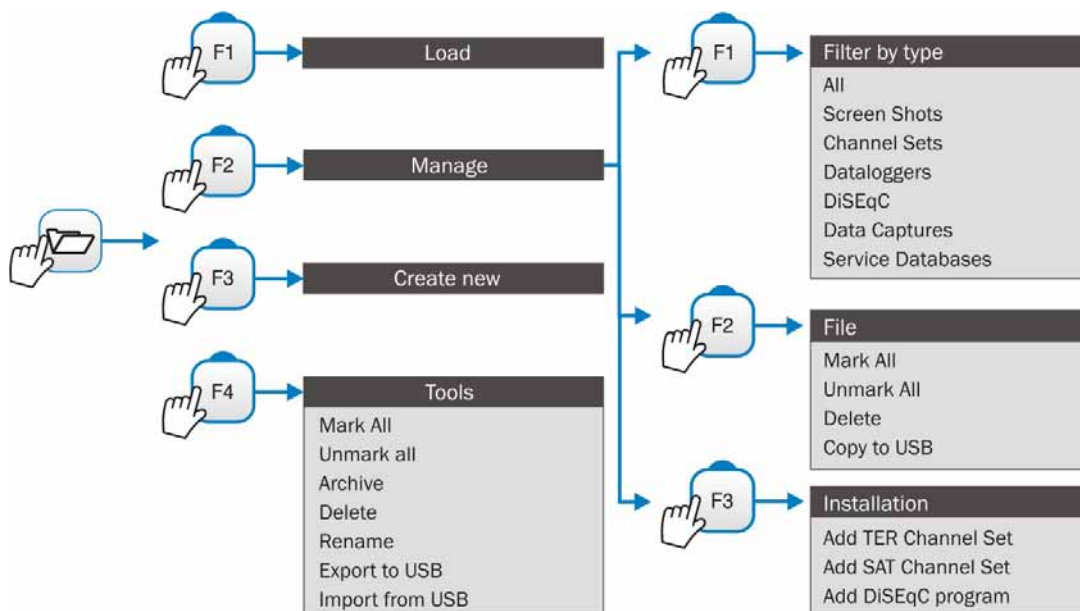 F1
Load
F2
Manage
F3
Create new
F4
Tools
Mark All
Unmark all
Archive
Delete
Rename
Export to USB
Import from USB
F1
Filter by type
All
Screen Shots
Channel Sets
Dataloggers
DiSEqC
Data Captures
Service Databases
F2
File
Mark All
Unmark All
Delete
Copy to USB
F3
Installation
Add TER Channel Set
Add SAT Channel Set
Add DiSEqC program